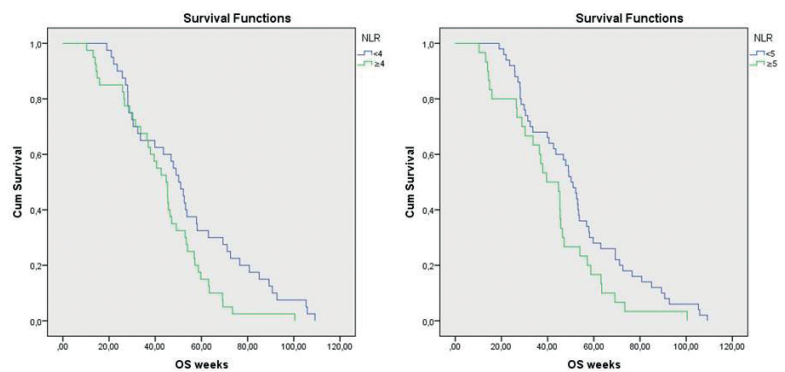 Survival Functions
NLR
<4
≥4
Cum Survival
1,0
0,8
0,6
0,4
0,2
0,0
,00 20,00 40,00 60,00 80,00 100,00 120,00
OS weeks
Survival Functions
NLR
<5
≥5
Cum Survival
1,0
0,8
0,6
0,4
0,2
0,0
,00 20,00 40,00 60,00 80,00 100,00 120,00
OS weeks